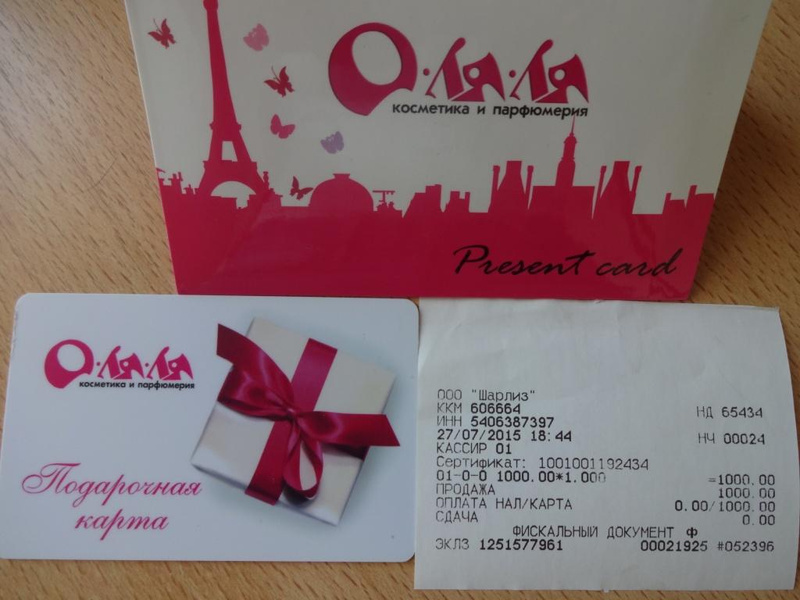 О·ля·ля
косметика и парфюмерия
Present card
О·ля·ля
косметика и парфюмерия
Подарочная
карта
ООО "Шарлиз"
ККМ 606664 НД 65434
ИНН 5406387397
27/07/2015 18:44 НЧ 00024
КАССИР 01
Сертификат: 1001001192434
01-0-0 1000.00*1.000 =1000.00
ПРОДАЖА 1000.00
ОПЛАТА НАЛ/КАРТА 0.00/1000.00
СДАЧА 0.00
ФИСКАЛЬНЫЙ ДОКУМЕНТ Ф
ЭКЛЗ 1251577961 00021925 #052396